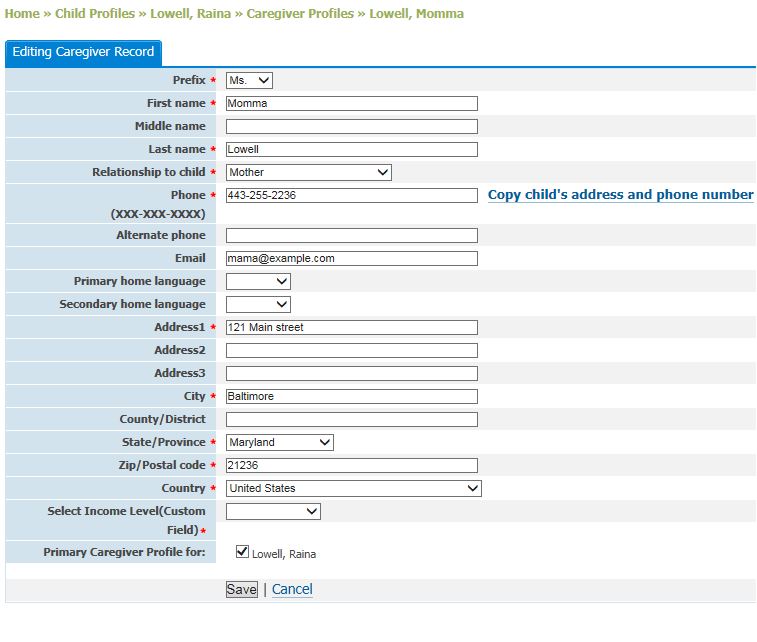 Home » Child Profiles » Lowell, Raina » Caregiver Profiles » Lowell, Momma
Editing Caregiver Record
Prefix * Ms.
First name * Momma
Middle name
Last name * Lowell
Relationship to child * Mother
Phone * 443-255-2236 Copy child's address and phone number
(XXX-XXX-XXXX)
Alternate phone
Email mama@example.com
Primary home language
Secondary home language
Address1 * 121 Main street
Address2
Address3
City * Baltimore
County/District
State/Province * Maryland
Zip/Postal code * 21236
Country * United States
Select Income Level(Custom
Field) *
Primary Caregiver Profile for: Lowell, Raina
Save | Cancel